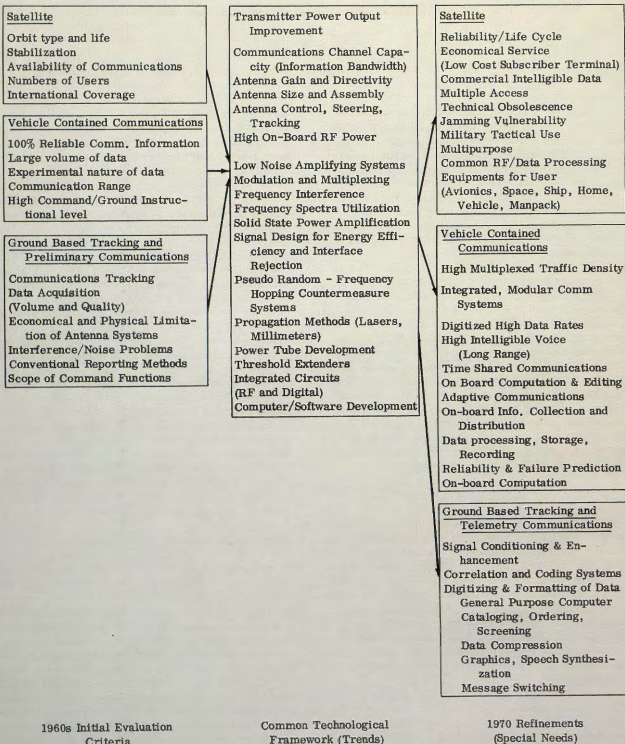 Satellite
Orbit type and life
Stabilization
Availability of Communications
Numbers of Users
International Coverage
Vehicle Contained Communications
100% Reliable Comm. Information
Large volume of data
Experimental nature of data
Communication Range
High Command/Ground Instruc-
tional level
Ground Based Tracking and
Preliminary Communications
Communications Tracking
Data Acquisition
(Volume and Quality)
Economical and Physical Limita-
tion of Antenna Systems
Interference/Noise Problems
Conventional Reporting Methods
Scope of Command Functions
1960s Initial Evaluation
Criteria
Transmitter Power Output
Improvement
Communications Channel Capa-
city (Information Bandwidth)
Antenna Gain and Directivity
Antenna Size and Assembly
Antenna Control, Steering,
Tracking
High On-Board RF Power
Low Noise Amplifying Systems
Modulation and Multiplexing
Frequency Interference
Frequency Spectra Utilization
Solid State Power Amplification
Signal Design for Energy Effi-
ciency and Interface
Rejection
Pseudo Random - Frequency
Hopping Countermeasure
Systems
Propagation Methods (Lasers,
Millimeters)
Power Tube Development
Threshold Extenders
Integrated Circuits
(RF and Digital)
Computer/Software Development
Common Technological
Framework (Trends)
Satellite
Reliability/Life Cycle
Economical Service
(Low Cost Subscriber Terminal)
Commercial Intelligible Data
Multiple Access
Technical Obsolescence
Jamming Vulnerability
Military Tactical Use
Multipurpose
Common RF/Data Processing
Equipments for User
(Avionics, Space, Ship, Home,
Vehicle, Manpack)
Vehicle Contained
Communications
High Multiplexed Traffic Density
Integrated, Modular Comm
Systems
Digitized High Data Rates
High Intelligible Voice
(Long Range)
Time Shared Communications
On Board Computation & Editing
Adaptive Communications
On-board Info. Collection and
Distribution
Data processing, Storage,
Recording
Reliability & Failure Prediction
On-board Computation
Ground Based Tracking and
Telemetry Communications
Signal Conditioning & En-
hancement
Correlation and Coding Systems
Digitizing & Formatting of Data
General Purpose Computer
Cataloging, Ordering,
Screening
Data Compression
Graphics, Speech Synthesi-
zation
Message Switching
1970 Refinements
(Special Needs)